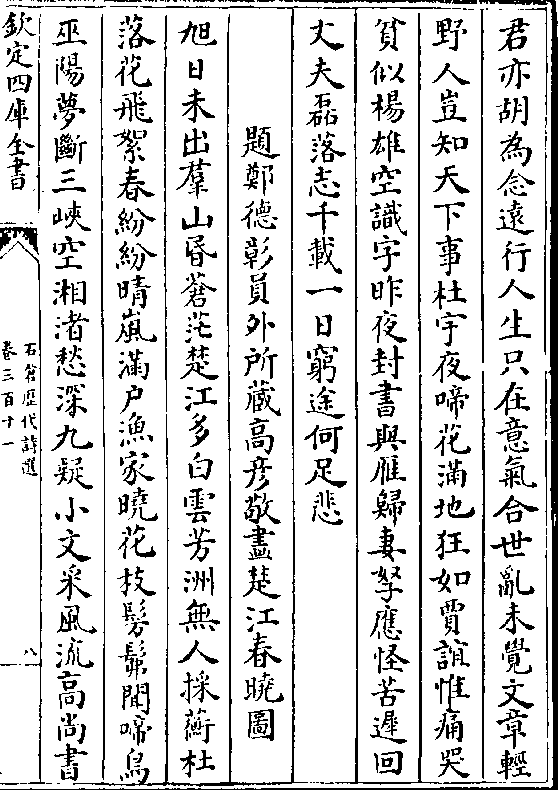 君亦胡為念遠行人生只在意氣合世亂未覺文章輕
野人豈知天下事杜宇夜啼花滿地狂如賈誼惟痛哭
貧似楊雄空識字昨夜封書與雁歸妻孥應怪苦遲回
丈夫磊落志千載一日窮途何足悲
題鄭德彰員外所藏高彦敬畫楚江春曉圖
旭日未出羣山昏蒼茫楚江多白雲芳洲無人採蘅杜
落花飛絮春紛紛晴嵐滿户漁家曉花枝髣髴聞啼鳥
巫陽夢斷三峽空湘渚愁深九疑小文采風流高尚書
欽定四庫全書
石倉歷代詩選
卷三百十一
八